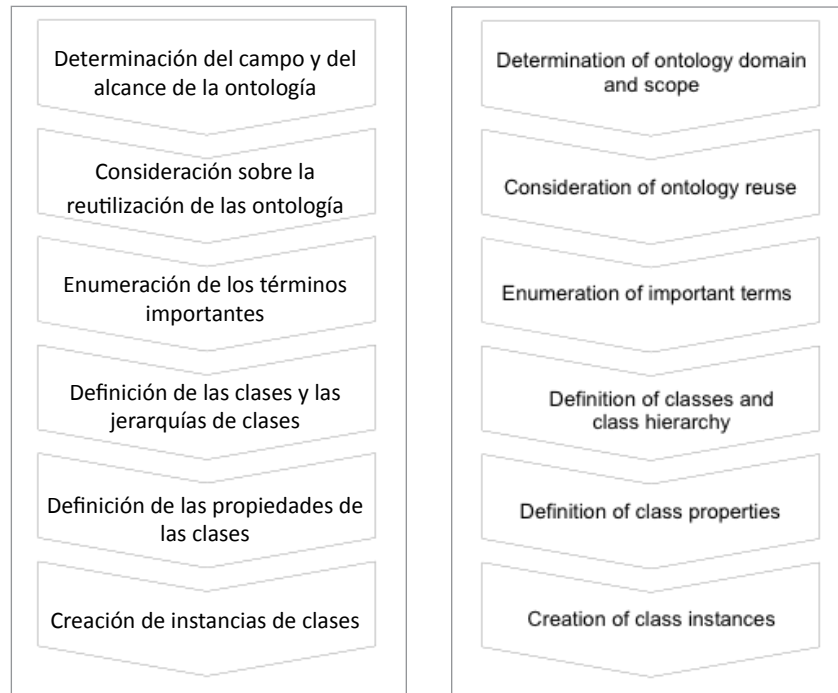 Determinación del campo y del
alcance de la ontología
Consideración sobre la
reutilización de las ontología
Enumeración de los términos
importantes
Definición de las clases y las
jerarquías de clases
Definición de las propiedades de
las clases
Creación de instancias de clases
Determination of ontology domain
and scope
Consideration of ontology reuse
Enumeration of important terms
Definition of classes and
class hierarchy
Definition of class properties
Creation of class instances